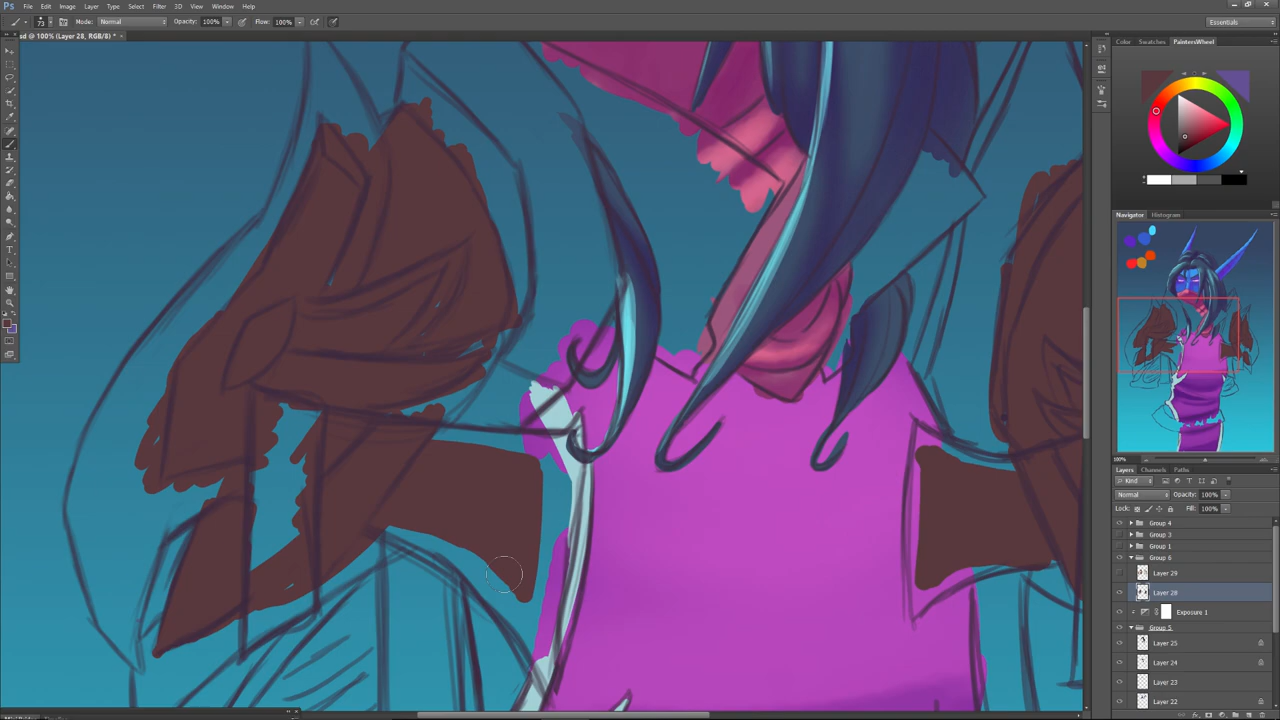 Ps File Edit Image Layer Type Select Filter 3D View Window Help
73 Mode: Normal Opacity: 100% Flow: 100% Essentials
sd @ 100% (Layer 28, RGB/8) *
Color Swatches PaintersWheel
Navigator Histogram
100%
Layers Channels Paths
Kind
Normal Opacity: 100%
Lock: Fill: 100%
Group 4
Group 3
Group 1
Group 6
Layer 29
Layer 28
Exposure 1
Group 5
Layer 25
Layer 24
Layer 23
Layer 22